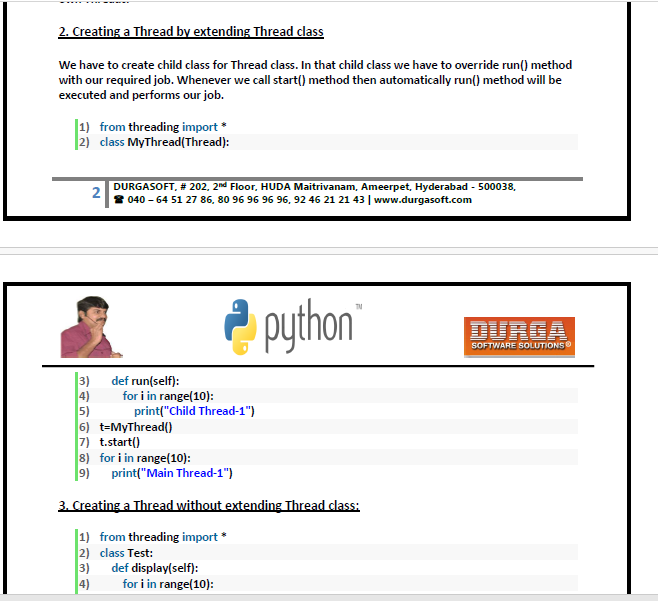 2. Creating a Thread by extending Thread class
We have to create child class for Thread class. In that child class we have to override run() method
with our required job. Whenever we call start() method then automatically run() method will be
executed and performs our job.
1) from threading import *
2) class MyThread(Thread):
2
DURGASOFT, # 202, 2nd Floor, HUDA Maitrivanam, Ameerpet, Hyderabad - 500038,
☎ 040 – 64 51 27 86, 80 96 96 96 96, 92 46 21 21 43 | www.durgasoft.com
python™
DURGA
SOFTWARE SOLUTIONS®
3) def run(self):
4) for i in range(10):
5) print("Child Thread-1")
6) t=MyThread()
7) t.start()
8) for i in range(10):
9) print("Main Thread-1")
3. Creating a Thread without extending Thread class:
1) from threading import *
2) class Test:
3) def display(self):
4) for i in range(10):